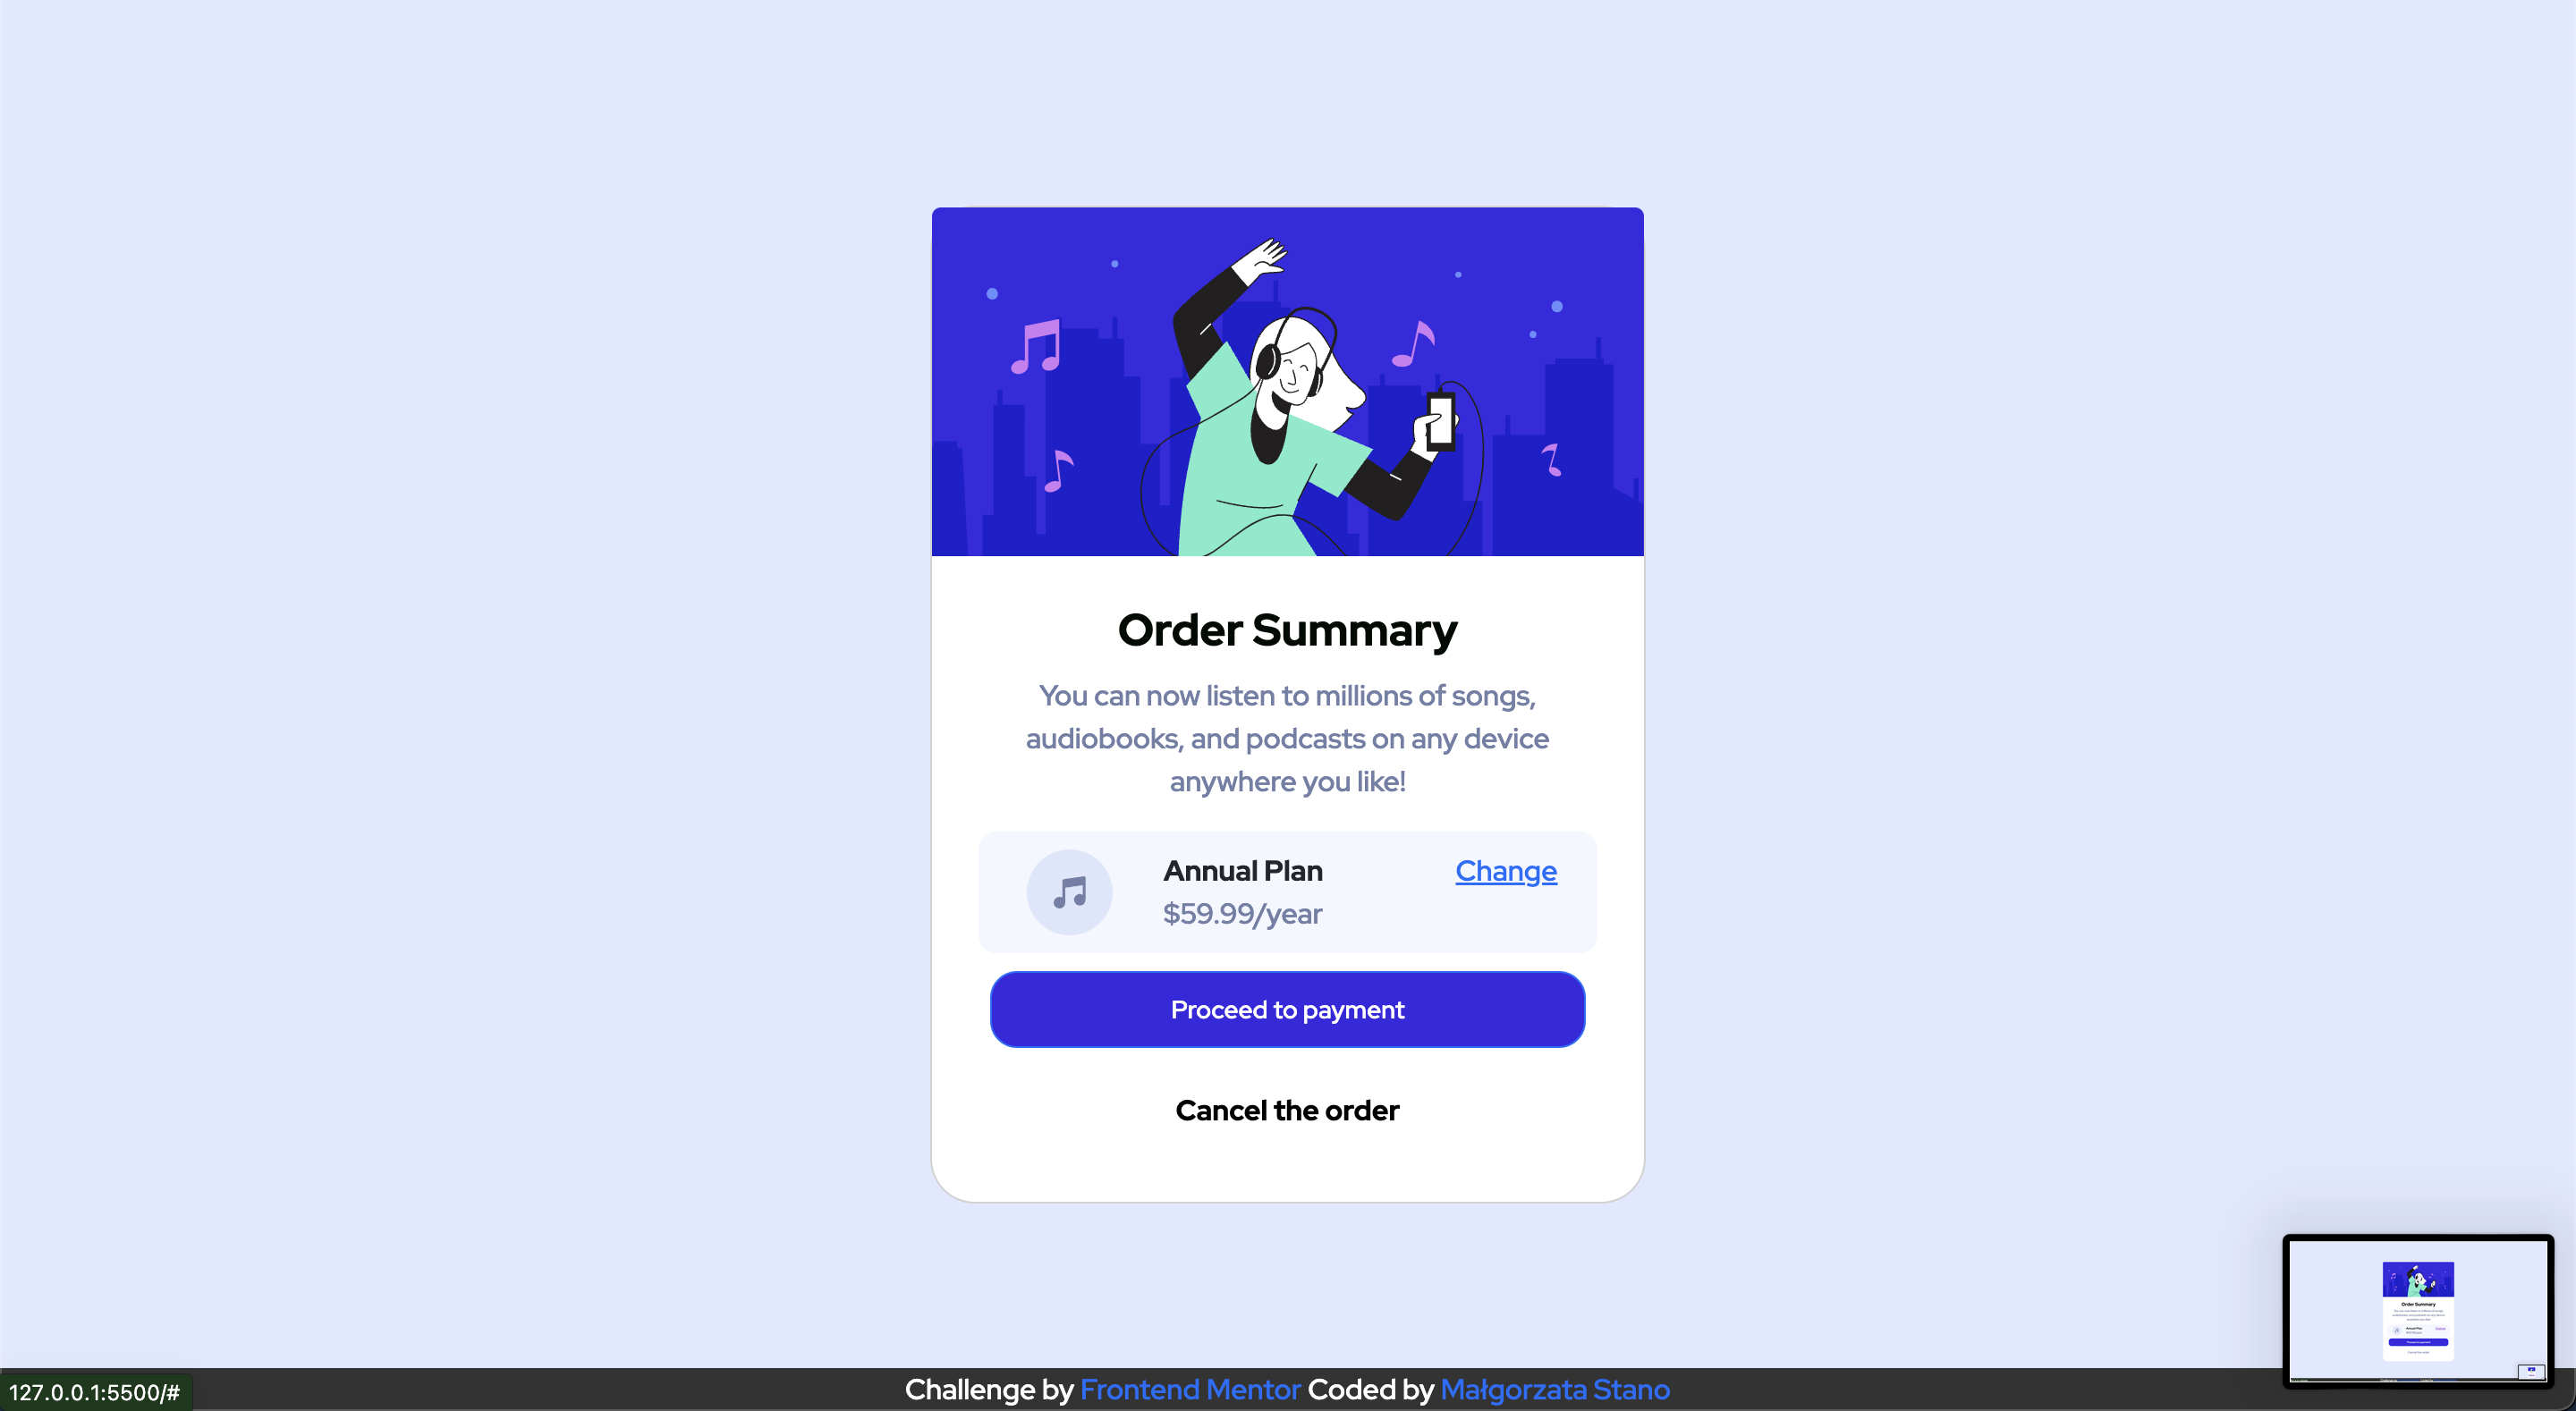 Order Summary
You can now listen to millions of songs,
audiobooks, and podcasts on any device
anywhere you like!
Annual Plan
Change
$59.99/year
Proceed to payment
Cancel the order
127.0.0.1:5500/#
Challenge by Frontend Mentor Coded by Małgorzata Stano
Order Summary